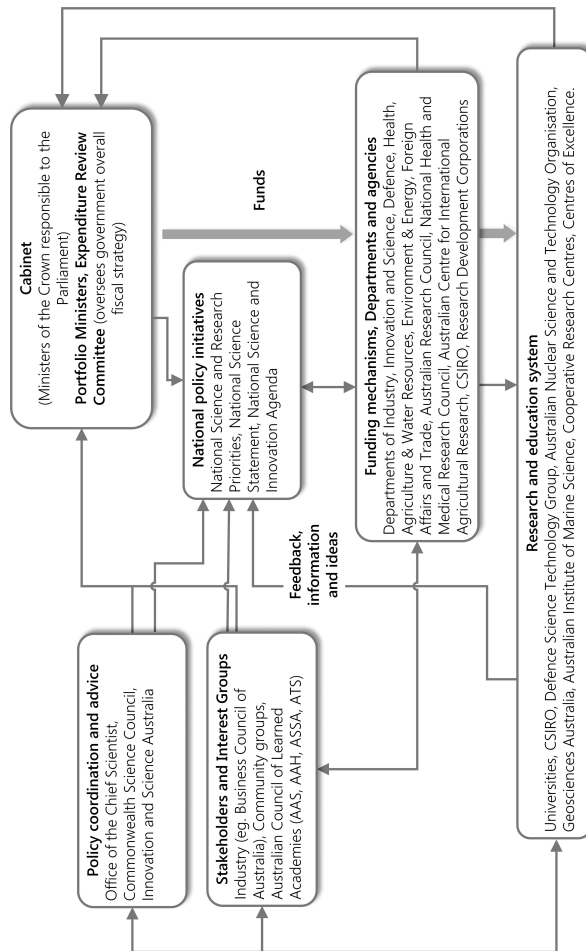 Cabinet
(Ministers of the Crown responsible to the
Parliament)
Portfolio Ministers, Expenditure Review
Committee (oversees government overall
fiscal strategy)
Policy coordination and advice
Office of the Chief Scientist,
Commonwealth Science Council,
Innovation and Science Australia
National policy initiatives
National Science and Research
Priorities, National Science
Statement, National Science and
Innovation Agenda
Funds
Stakeholders and Interest Groups
Industry (eg. Business Council of
Australia), Community groups,
Australian Council of Learned
Academies (AAS, AAH, ASSA, ATS)
Feedback,
information
and ideas
Funding mechanisms, Departments and agencies
Departments of Industry, Innovation and Science, Defence, Health,
Agriculture & Water Resources, Environment & Energy, Foreign
Affairs and Trade, Australian Research Council, National Health and
Medical Research Council, Australian Centre for International
Agricultural Research, CSIRO, Research Development Corporations
Research and education system
Universities, CSIRO, Defence Science Technology Group, Australian Nuclear Science and Technology Organisation,
Geosciences Australia, Australian Institute of Marine Science, Cooperative Research Centres, Centres of Excellence.